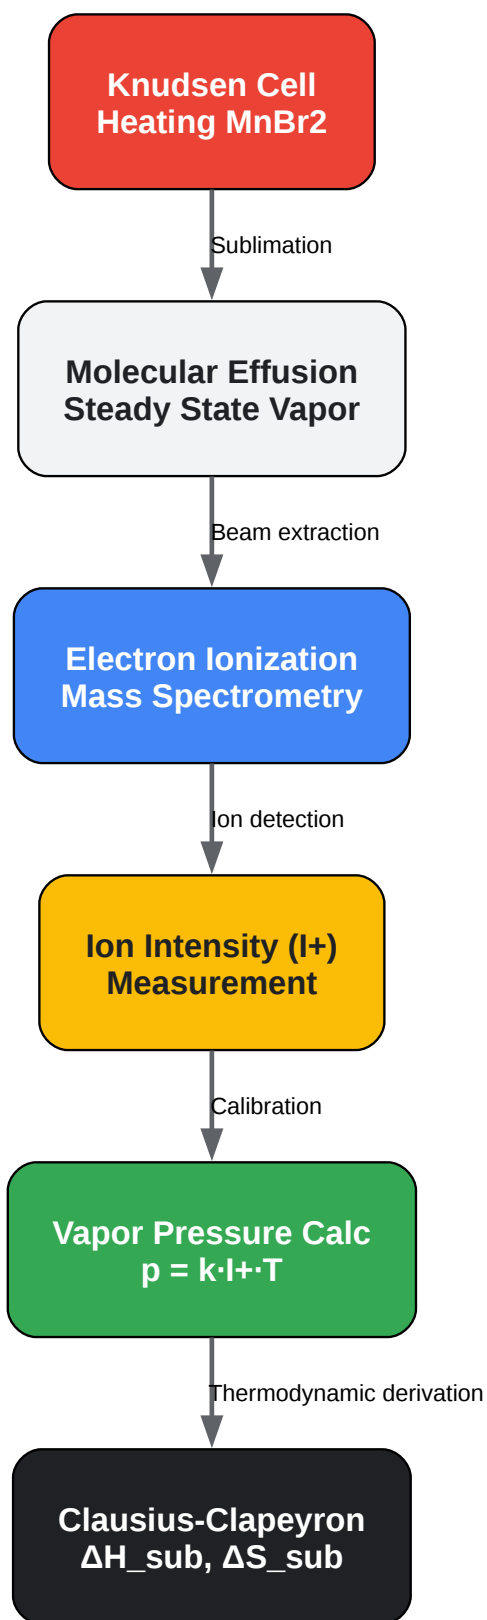 Knudsen Cell
Heating MnBr2
Sublimation
Molecular Effusion
Steady State Vapor
Beam extraction
Electron Ionization
Mass Spectrometry
Ion detection
Ion Intensity (I+)
Measurement
Calibration
Vapor Pressure Calc
p = k·I+·T
Thermodynamic derivation
Clausius-Clapeyron
ΔH_sub, ΔS_sub